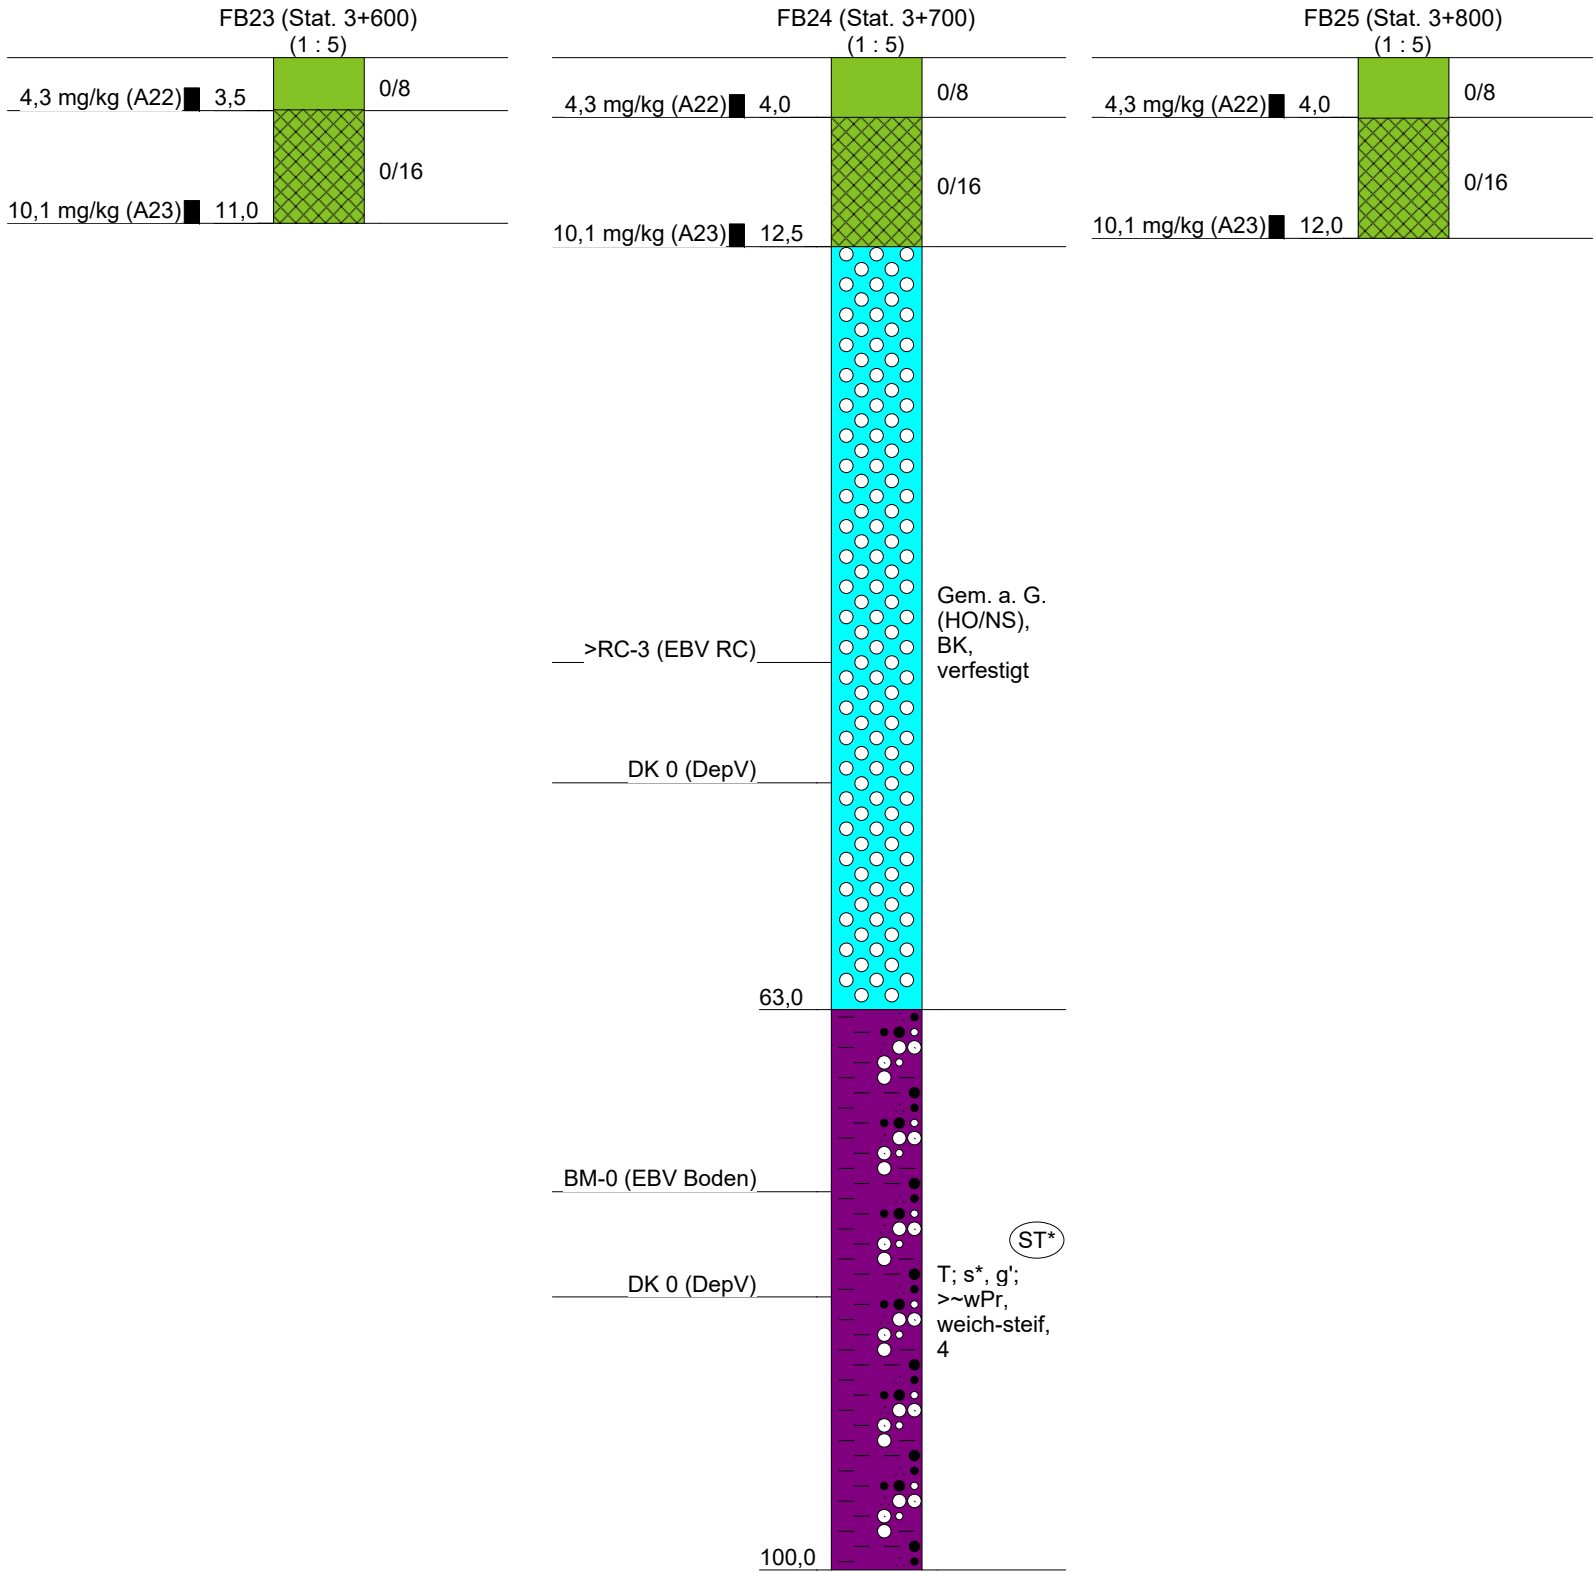 FB23 (Stat. 3+600)
(1 : 5)
4,3 mg/kg (A22) 3,5
0/8
10,1 mg/kg (A23) 11,0
0/16
FB24 (Stat. 3+700)
(1 : 5)
4,3 mg/kg (A22) 4,0
0/8
10,1 mg/kg (A23) 12,5
0/16
Gem. a. G.
(HO/NS),
BK,
verfestigt
>RC-3 (EBV RC)
DK 0 (DepV)
63,0
BM-0 (EBV Boden)
ST*
DK 0 (DepV)
T; s*, g';
>~wPr,
weich-steif,
4
100,0
FB25 (Stat. 3+800)
(1 : 5)
4,3 mg/kg (A22) 4,0
0/8
10,1 mg/kg (A23) 12,0
0/16